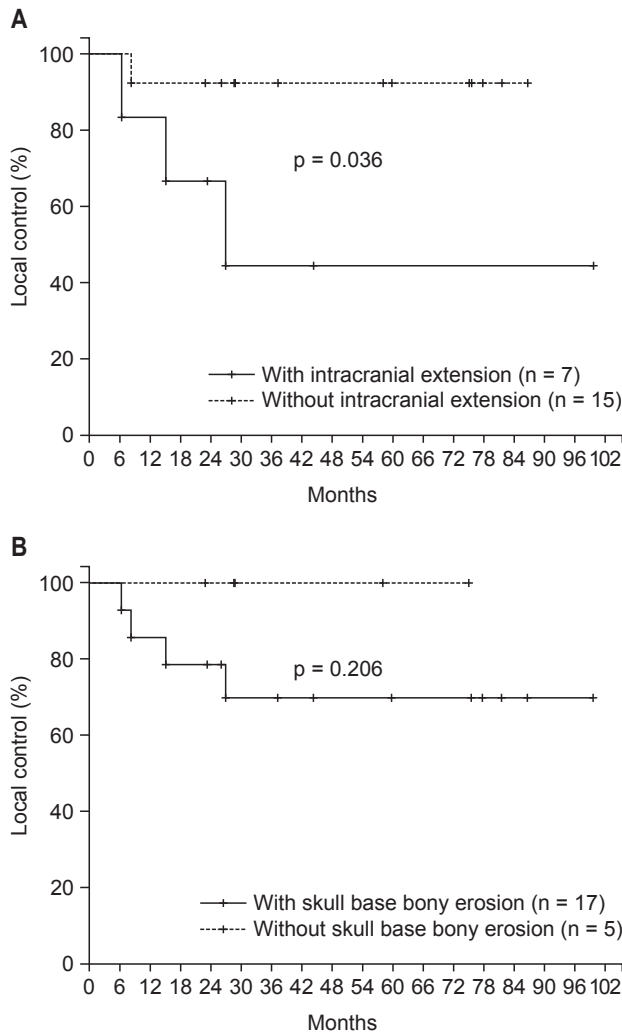 A
100
80
60
40
20
0
Local control (%)
p = 0.036
With intracranial extension (n = 7)
Without intracranial extension (n = 15)
0 6 12 18 24 30 36 42 48 54 60 66 72 78 84 90 96 102
Months
B
100
80
60
40
20
0
Local control (%)
p = 0.206
With skull base bony erosion (n = 17)
Without skull base bony erosion (n = 5)
0 6 12 18 24 30 36 42 48 54 60 66 72 78 84 90 96 102
Months